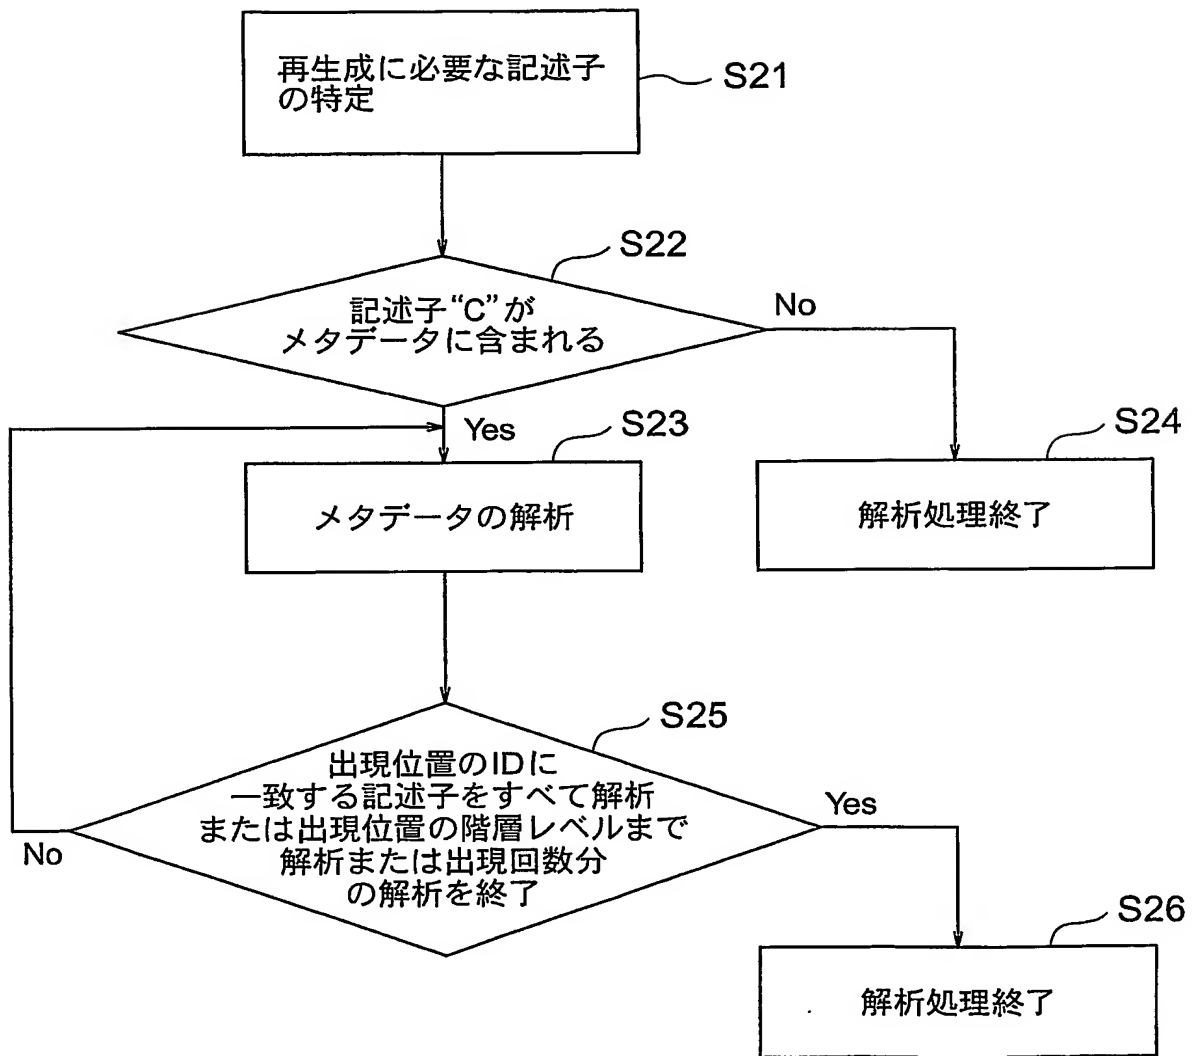 再生成に必要な記述子
の特定
S21
S22
記述子“C”が
メタデータに含まれる
No
Yes
S23
S24
メタデータの解析
解析処理終了
S25
出現位置のIDに
一致する記述子をすべて解析
または出現位置の階層レベルまで
解析または出現回数分
の解析を終了
Yes
No
S26
解析処理終了